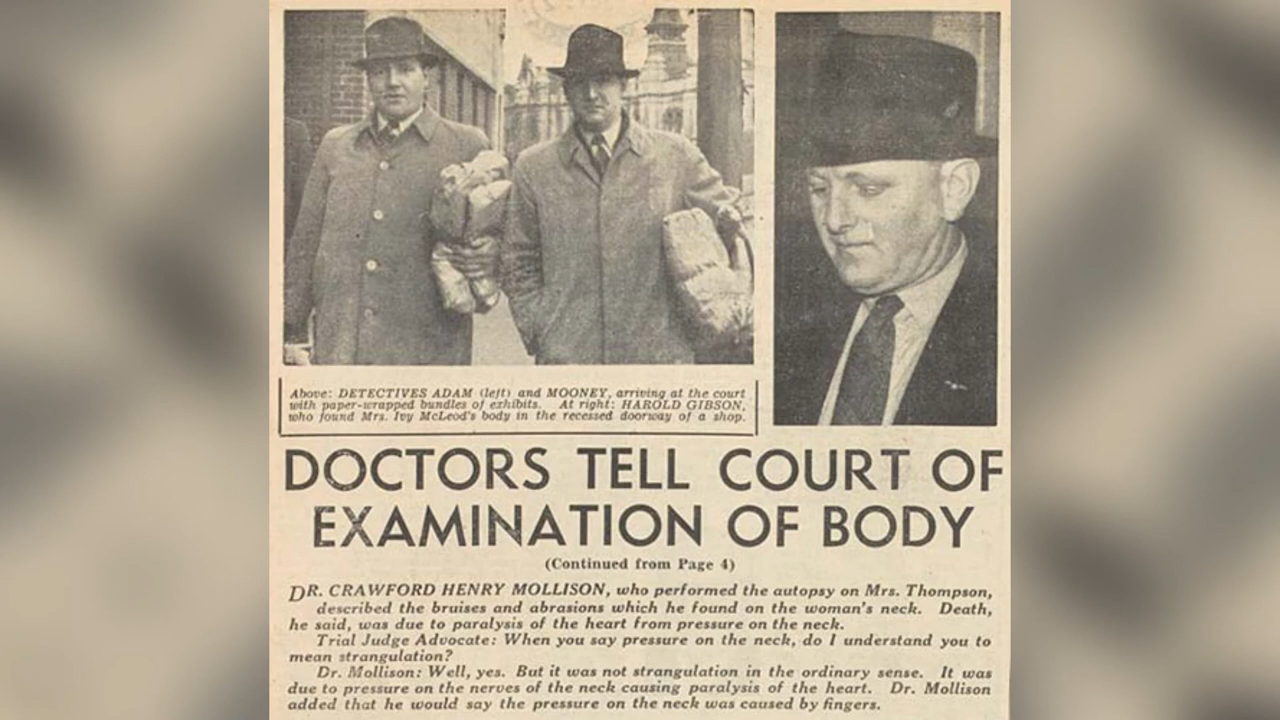 Above: DETECTIVES ADAM (left) and MOONEY, arriving at the court
with paper-wrapped bundles of exhibits. At right: HAROLD GIBSON,
who found Mrs. Ivy McLeod's body in the recessed doorway of a shop.
DOCTORS TELL COURT OF
EXAMINATION OF BODY
(Continued from Page 4)
DR. CRAWFORD HENRY MOLLISON, who performed the autopsy on Mrs. Thompson,
described the bruises and abrasions which he found on the woman's neck. Death,
he said, was due to paralysis of the heart from pressure on the neck.
Trial Judge Advocate: When you say pressure on the neck, do I understand you to
mean strangulation?
Dr. Mollison: Well, yes. But it was not strangulation in the ordinary sense. It was
due to pressure on the nerves of the neck causing paralysis of the heart. Dr. Mollison
added that he would say the pressure on the neck was caused by fingers.